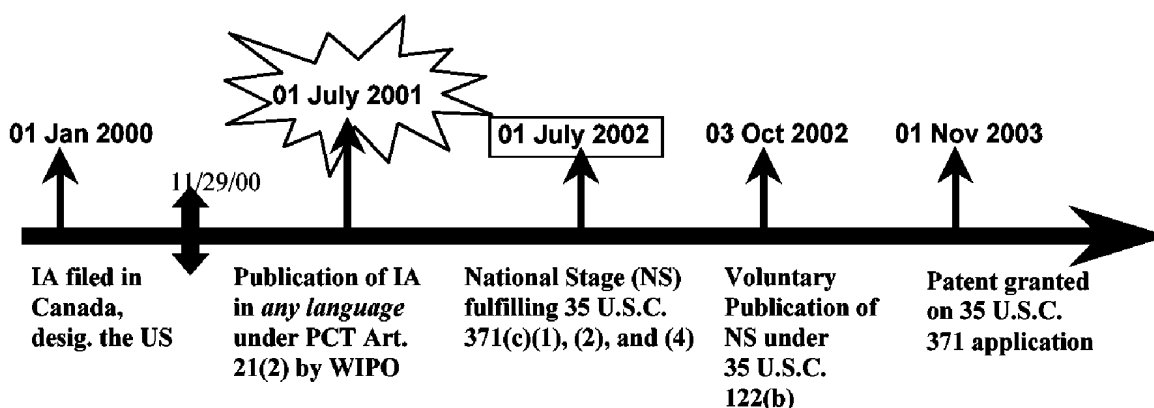 01 July 2001
01 Jan 2000
01 July 2002
03 Oct 2002
01 Nov 2003
11/29/00
IA filed in
Canada,
desig. the US
Publication of IA
in any language
under PCT Art.
21(2) by WIPO
National Stage (NS)
fulfilling 35 U.S.C.
371(c)(1), (2), and (4)
Voluntary
Publication of
NS under
35 U.S.C.
122(b)
Patent granted
on 35 U.S.C.
371 application